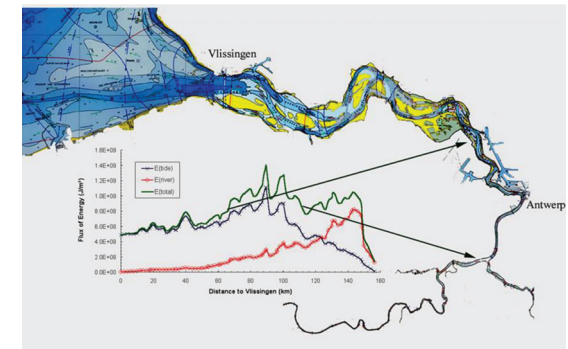 Vlissingen
Antwerp
Flux of Energy (J/m²)
1.6E+09
1.4E+09
1.2E+09
1.0E+09
8.0E+08
6.0E+08
4.0E+08
2.0E+08
0.0E+00
E(tide)
E(river)
E(total)
0 20 40 60 80 100 120 140 160
Distance to Vlissingen (km)